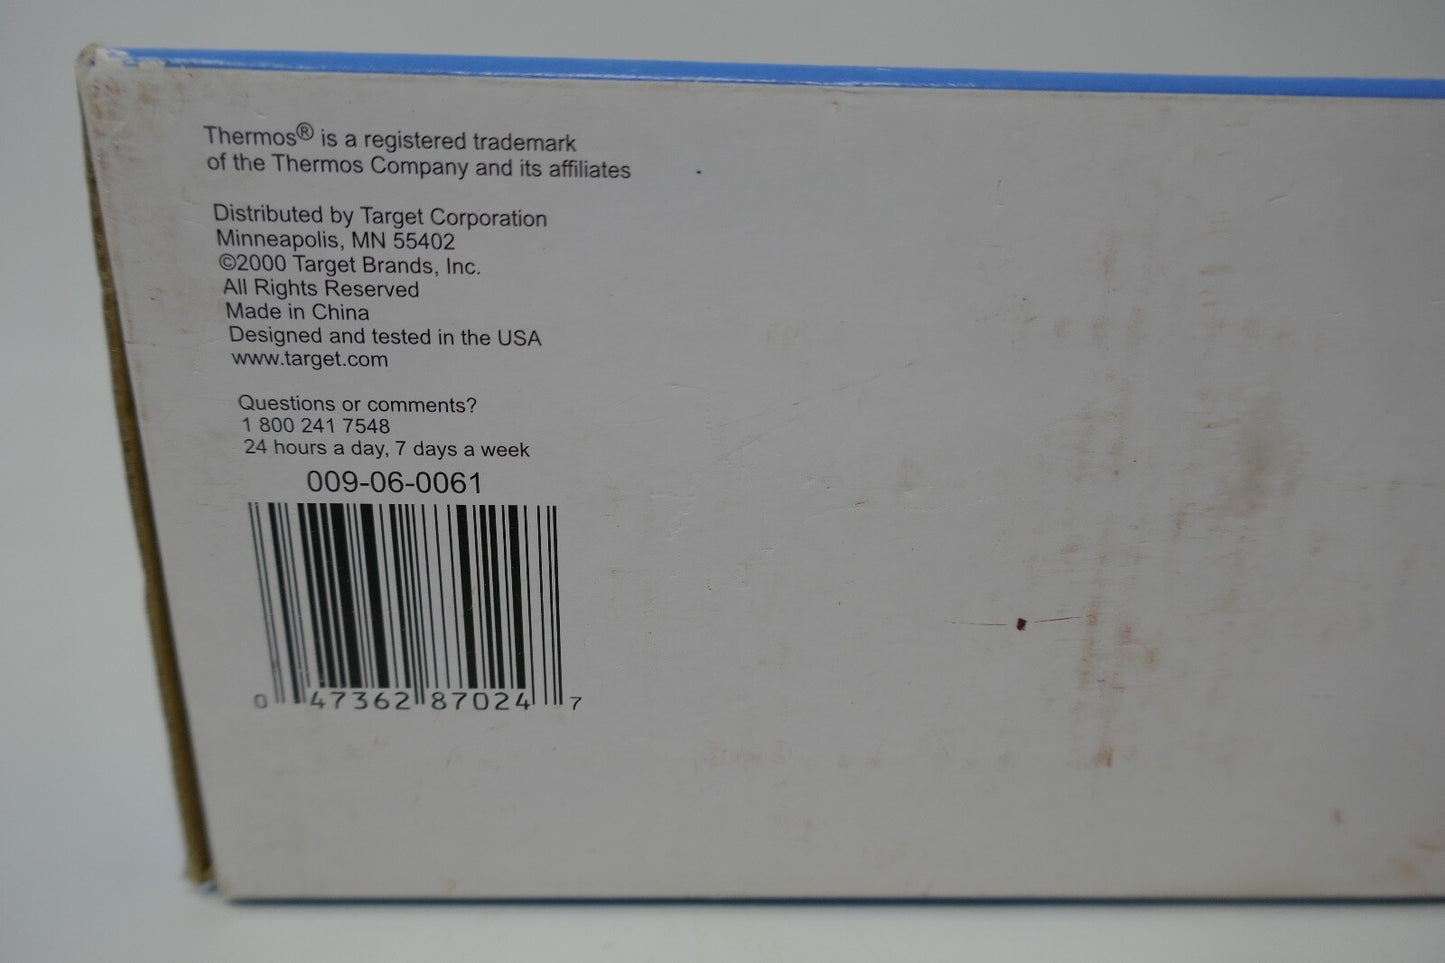 Thermos® is a registered trademark
of the Thermos Company and its affiliates
Distributed by Target Corporation
Minneapolis, MN 55402
©2000 Target Brands, Inc.
All Rights Reserved
Made in China
Designed and tested in the USA
www.target.com
Questions or comments?
1 800 241 7548
24 hours a day, 7 days a week
009-06-0061
0 47362 87024 7